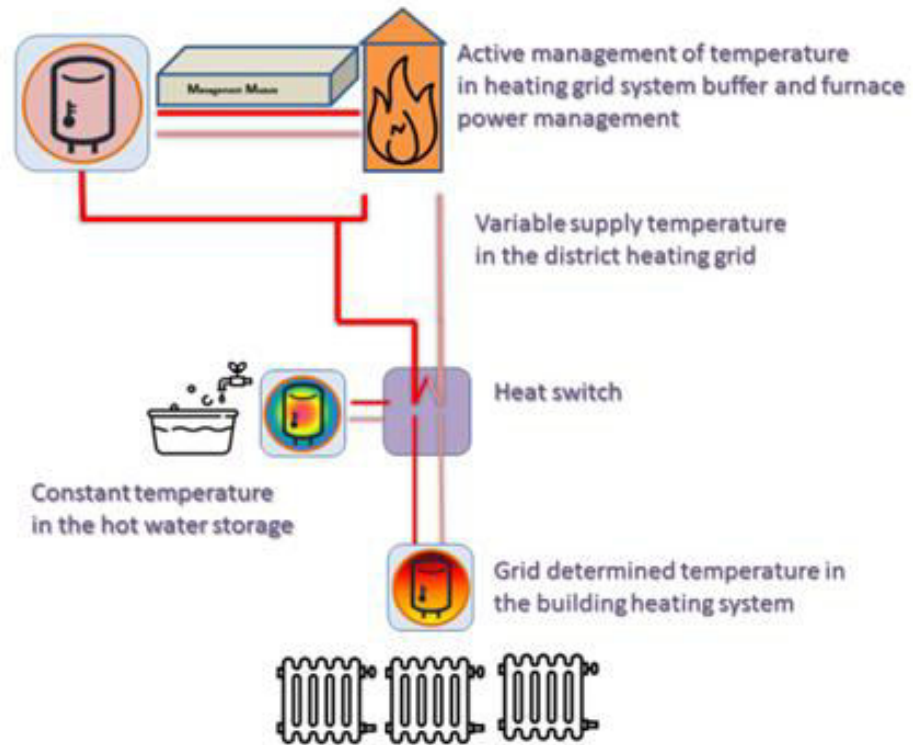 Management Module
Active management of temperature
in heating grid system buffer and furnace
power management
Variable supply temperature
in the district heating grid
Heat switch
Constant temperature
in the hot water storage
Grid determined temperature in
the building heating system